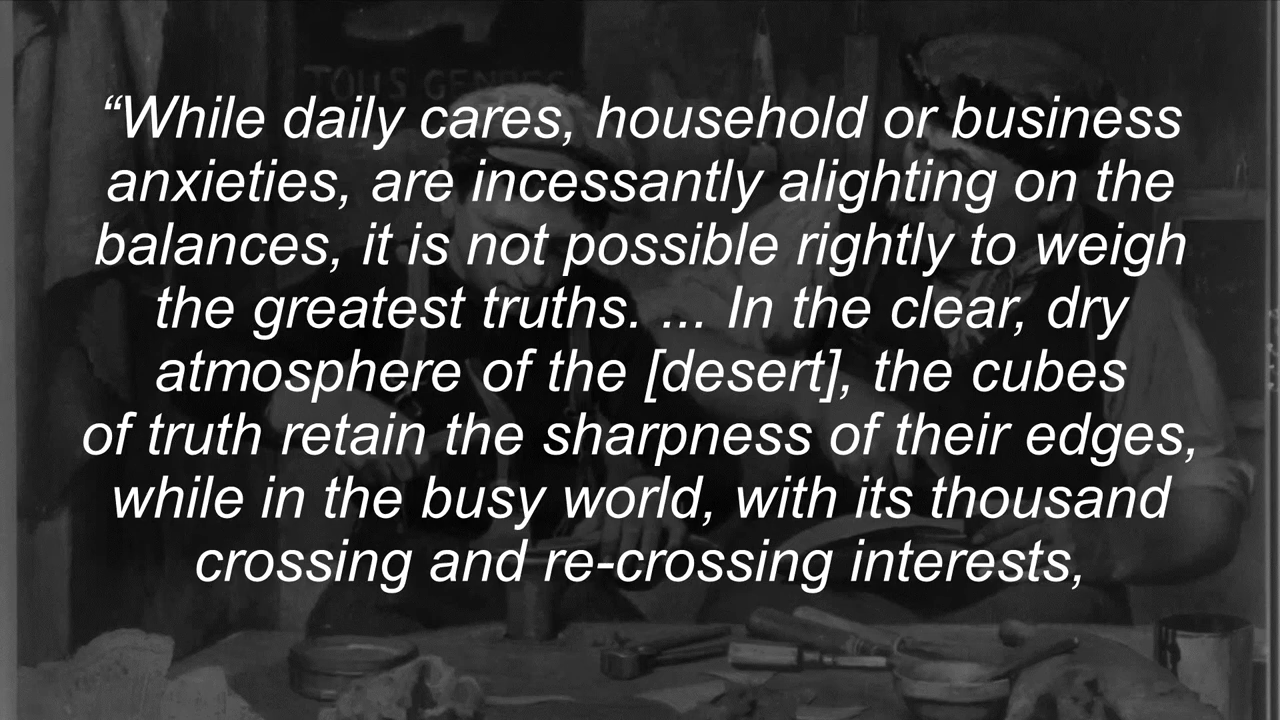 TOUS GENRES
“While daily cares, household or business
anxieties, are incessantly alighting on the
balances, it is not possible rightly to weigh
the greatest truths. ... In the clear, dry
atmosphere of the [desert], the cubes
of truth retain the sharpness of their edges,
while in the busy world, with its thousand
crossing and re-crossing interests,